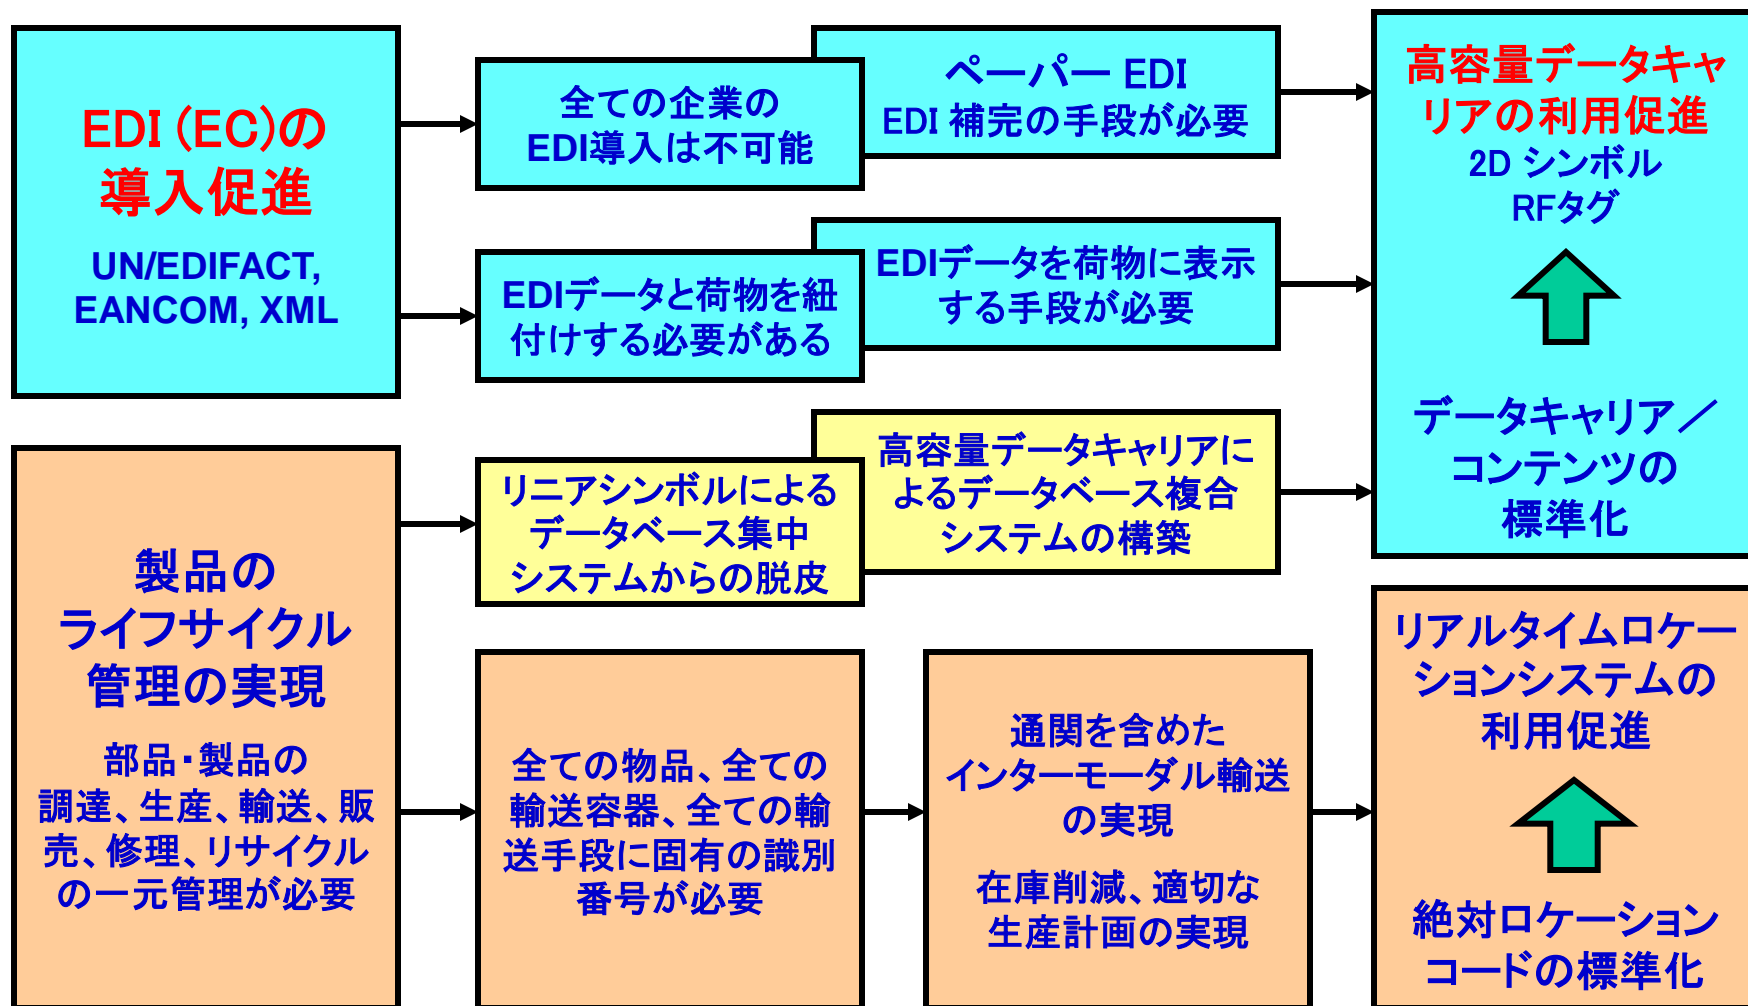 EDI (EC)の
導入促進
UN/EDIFACT,
EANCOM, XML
全ての企業の
EDI導入は不可能
ペーパー EDI
EDI 補完の手段が必要
EDIデータと荷物を紐
付けする必要がある
EDIデータを荷物に表示
する手段が必要
高容量データキャ
リアの利用促進
2D シンボル
RFタグ
データキャリア／
コンテンツの
標準化
製品の
ライフサイクル
管理の実現
部品・製品の
調達、生産、輸送、販
売、修理、リサイクル
の一元管理が必要
リニアシンボルによる
データベース集中
システムからの脱皮
高容量データキャリアに
よるデータベース複合
システムの構築
全ての物品、全ての
輸送容器、全ての輸
送手段に固有の識別
番号が必要
通関を含めた
インターモーダル輸送
の実現
在庫削減、適切な
生産計画の実現
リアルタイムロケー
ションシステムの
利用促進
絶対ロケーション
コードの標準化